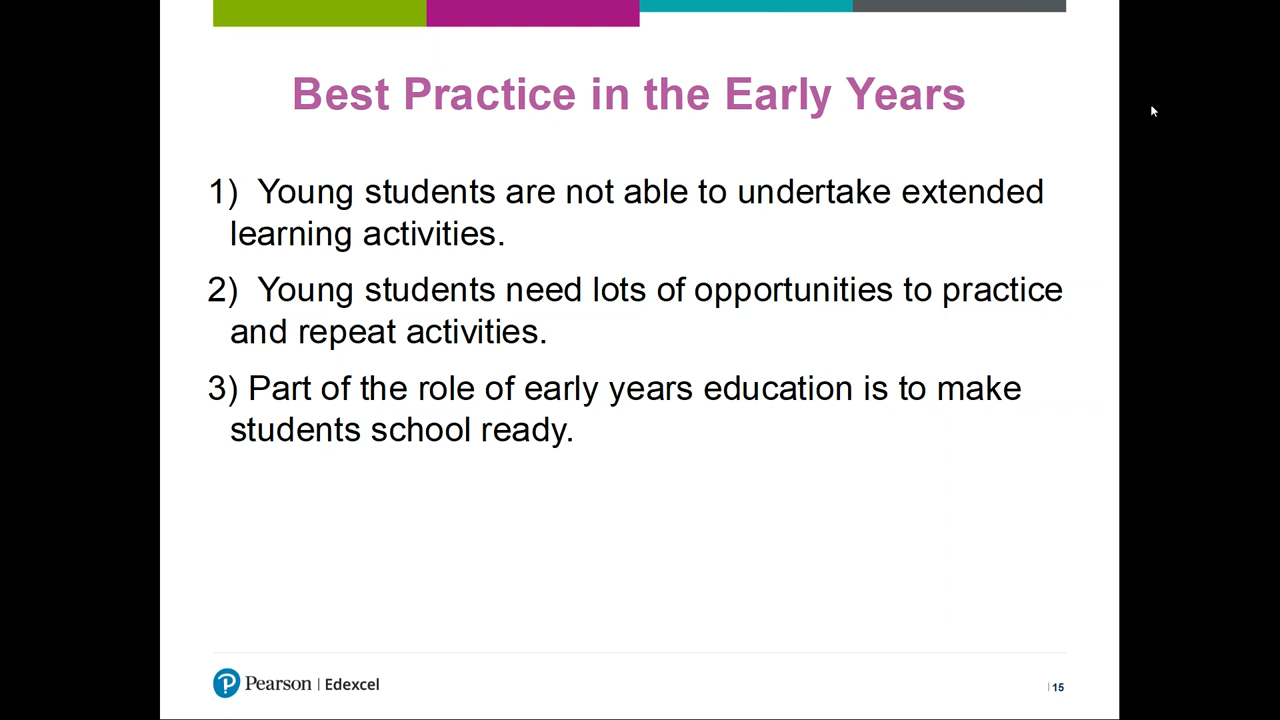 Best Practice in the Early Years
1) Young students are not able to undertake extended
learning activities.
2) Young students need lots of opportunities to practice
and repeat activities.
3) Part of the role of early years education is to make
students school ready.
Pearson | Edexcel
| 15